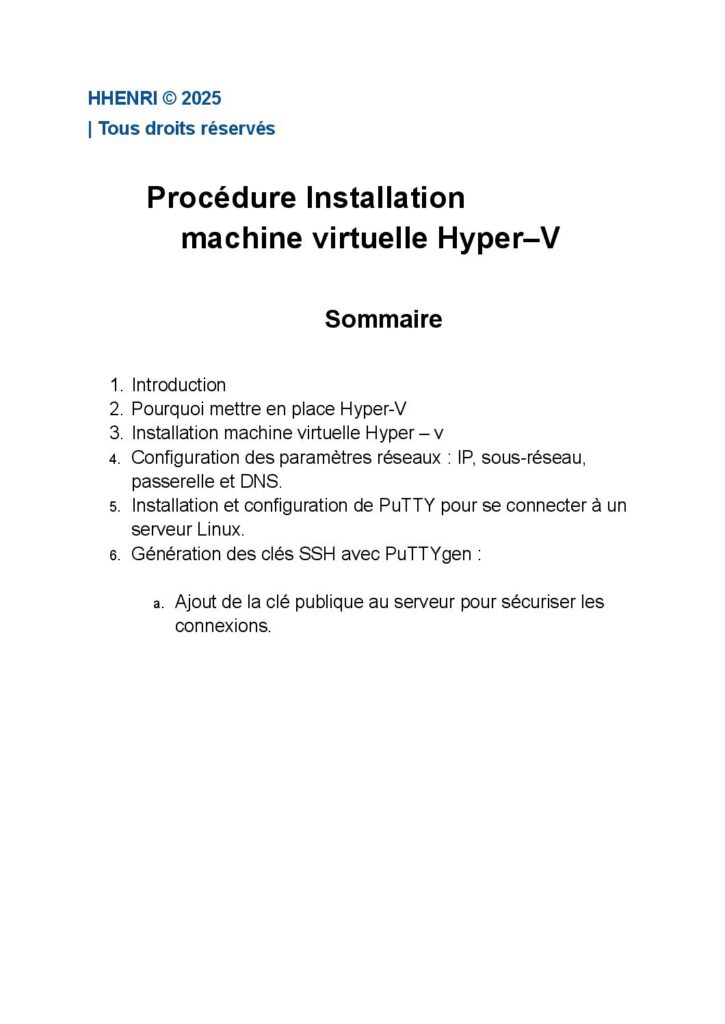 HHENRI © 2025
| Tous droits réservés
Procédure Installation
machine virtuelle Hyper–V
Sommaire
1. Introduction
2. Pourquoi mettre en place Hyper-V
3. Installation machine virtuelle Hyper – v
4. Configuration des paramètres réseaux : IP, sous-réseau,
passerelle et DNS.
5. Installation et configuration de PuTTY pour se connecter à un
serveur Linux.
6. Génération des clés SSH avec PuTTYgen :
a. Ajout de la clé publique au serveur pour sécuriser les
connexions.